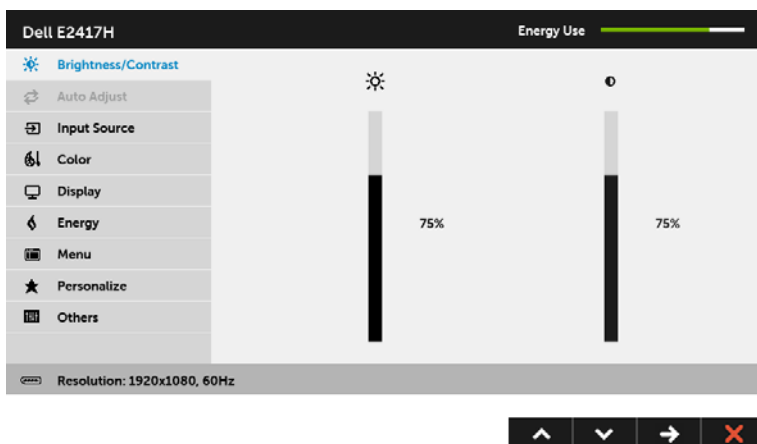 Dell E2417H
Energy Use
Brightness/Contrast
Auto Adjust
Input Source
Color
Display
Energy
Menu
Personalize
Others
75%
75%
Resolution: 1920x1080, 60Hz